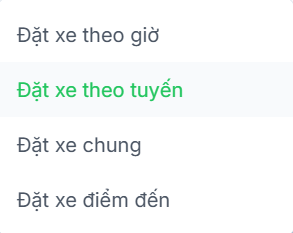 Đặt xe theo giờ
Đặt xe theo tuyến
Đặt xe chung
Đặt xe điểm đến